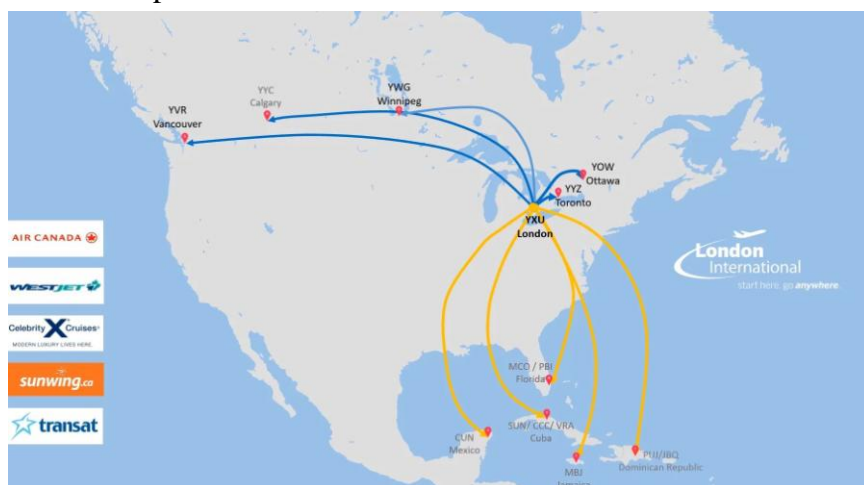 YYC
Calgary
YWG
Winnipeg
YVR
Vancouver
YOW
Ottawa
YYZ
Toronto
YXU
London
AIR CANADA
WESTJET
Celebrity X Cruises
MODERN LUXURY LIVES HERE.
sunwing.ca
transat
London
International
start here. go anywhere.
MCO / PBI
Florida
SUN/ CCC/ VRA
Cuba
CUN
Mexico
MBJ
Jamaica
PUJ/
Dominican Republic